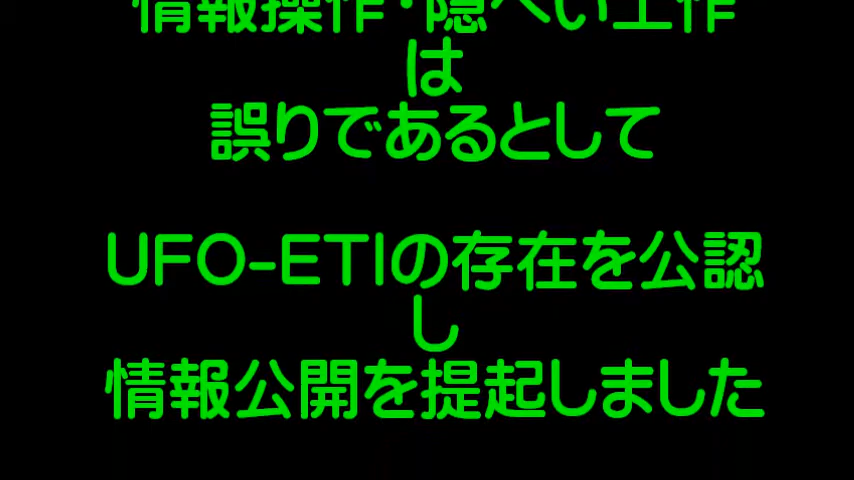 情報操作・隠ぺい工作
は
誤りであるとして
UFO-ETIの存在を公認
し
情報公開を提起しました